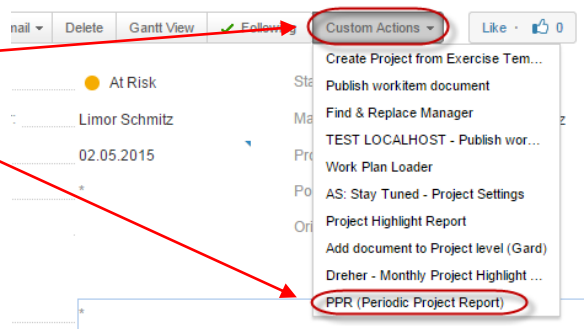 Delete Gantt View Following Custom Actions Like · 0
At Risk
Create Project from Exercise Tem...
Publish workitem document
Limor Schmitz
Find & Replace Manager
TEST LOCALHOST - Publish wor...
02.05.2015
Work Plan Loader
*
AS: Stay Tuned - Project Settings
Project Highlight Report
Add document to Project level (Gard)
Dreher - Monthly Project Highlight ...
*
PPR (Periodic Project Report)